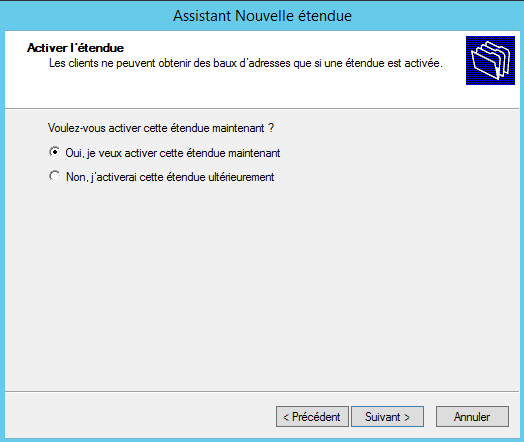 Assistant Nouvelle étendue
Activer l'étendue
Les clients ne peuvent obtenir des baux d'adresses que si une étendue est activée.
Voulez-vous activer cette étendue maintenant ?
Oui, je veux activer cette étendue maintenant
Non, j'activerai cette étendue ultérieurement
< Précédent   Suivant >   Annuler